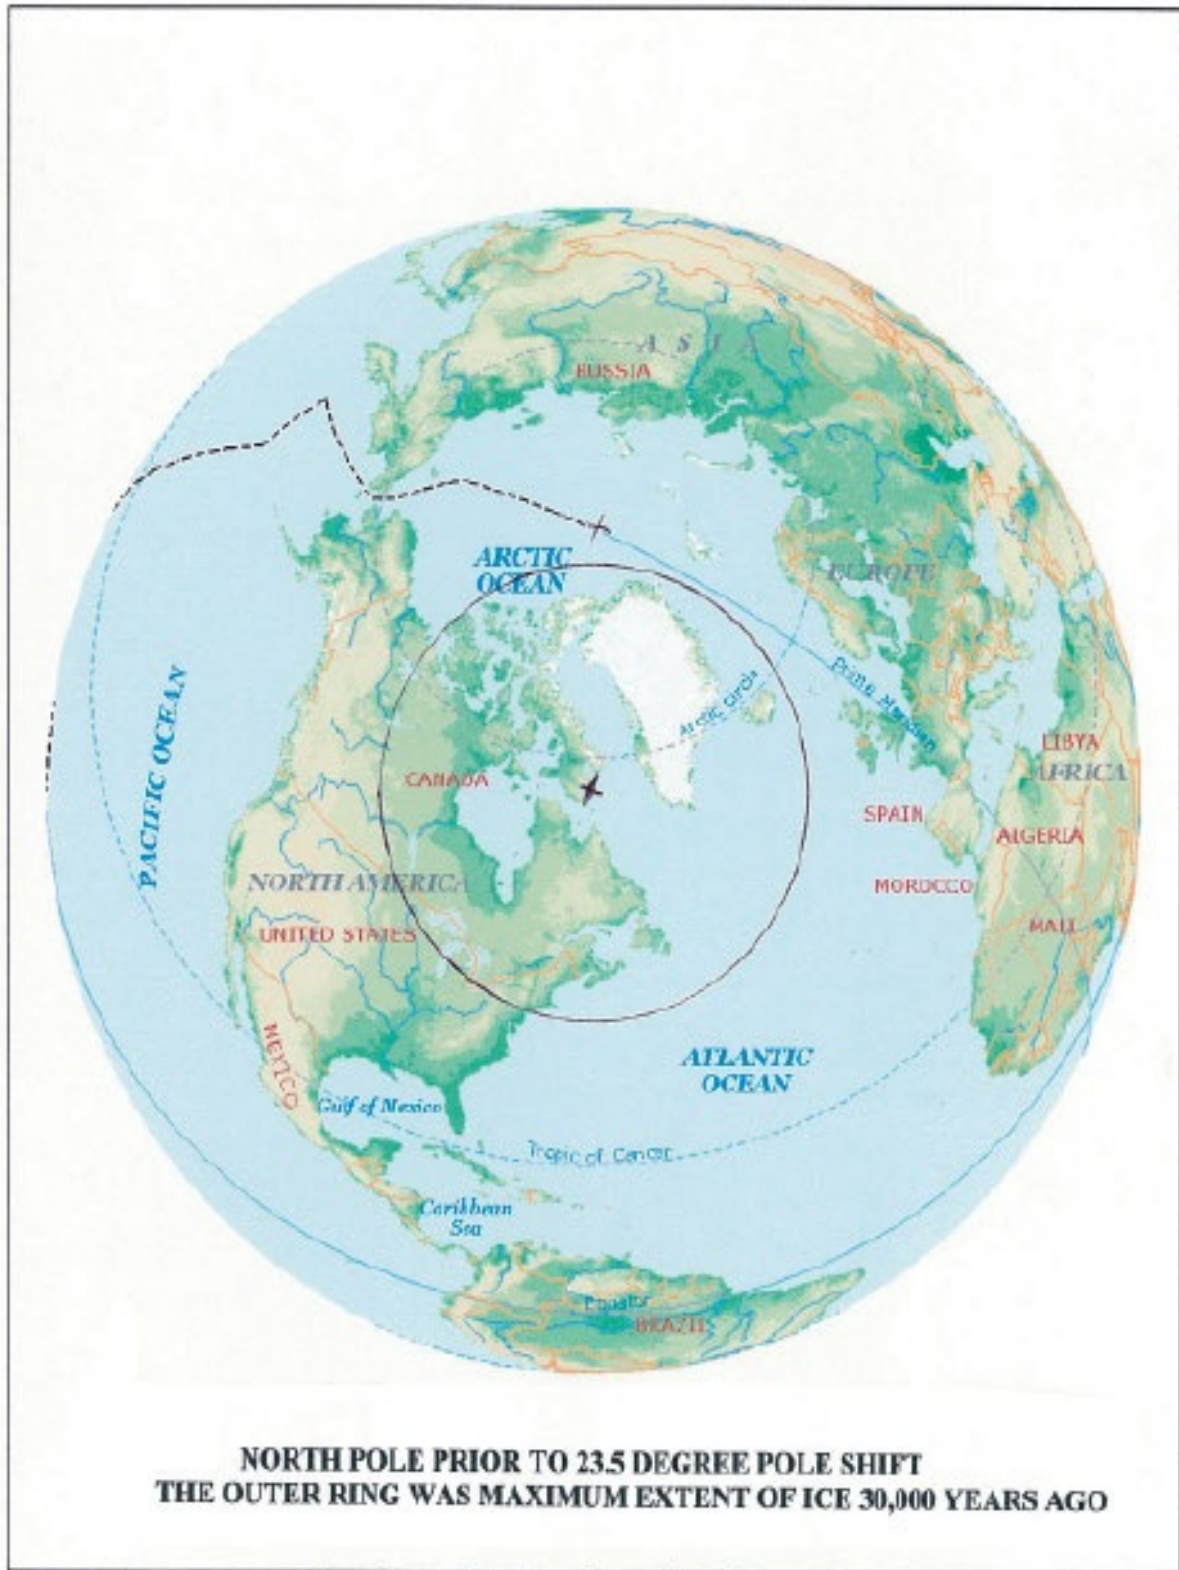 ASIA
RUSSIA
ARCTIC
OCEAN
EUROPE
Arctic Circle
Prime Meridian
PACIFIC OCEAN
LIBYA
AFRICA
CANADA
SPAIN
ALGERIA
NORTH AMERICA
MOROCCO
UNITED STATES
MALI
MEXICO
ATLANTIC
OCEAN
Gulf of Mexico
Tropic of Cancer
Caribbean
Sea
Equator
BRAZIL
NORTH POLE PRIOR TO 23.5 DEGREE POLE SHIFT
THE OUTER RING WAS MAXIMUM EXTENT OF ICE 30,000 YEARS AGO